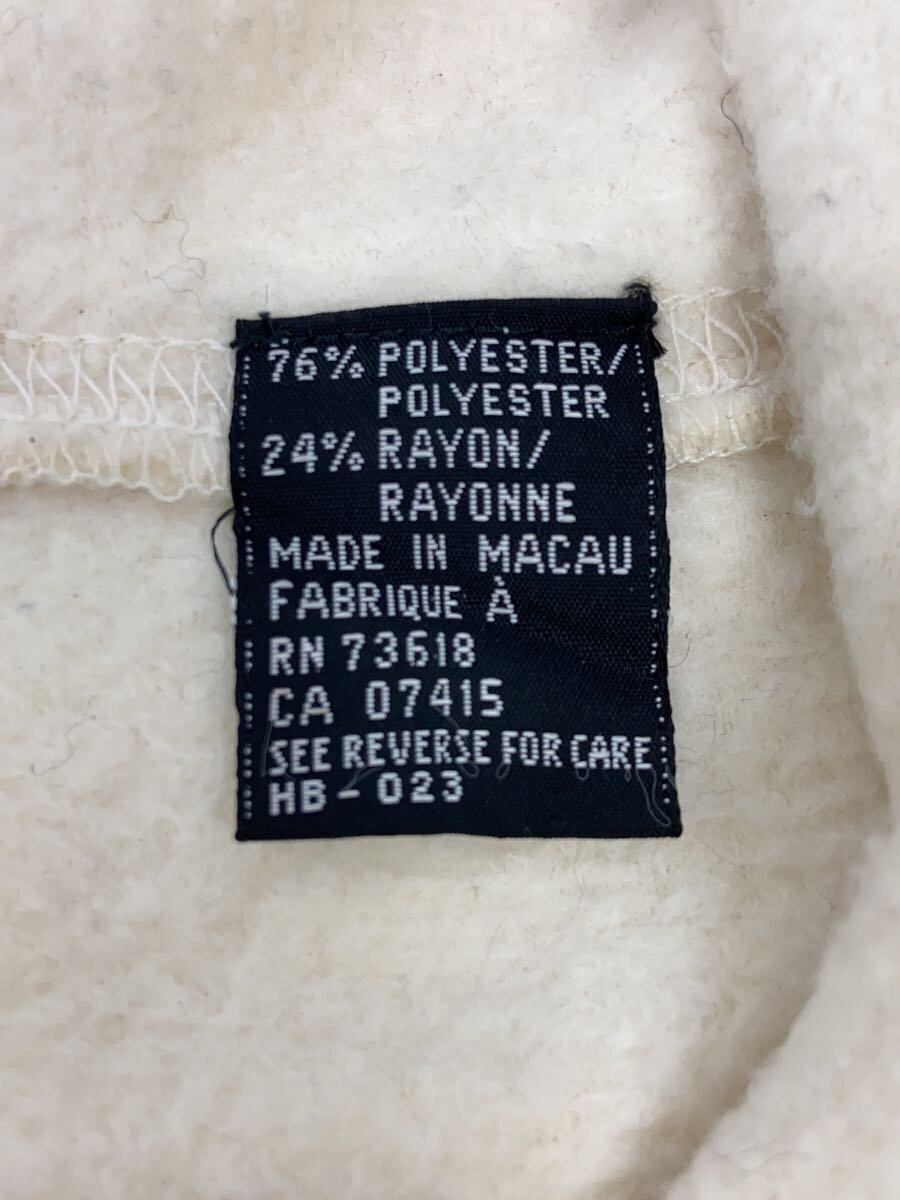 76% POLYESTER/
POLYESTER
24% RAYON/
RAYONNE
MADE IN MACAU
FABRIQUE À
RN 73618
CA 07415
SEE REVERSE FOR CARE
HB - 023